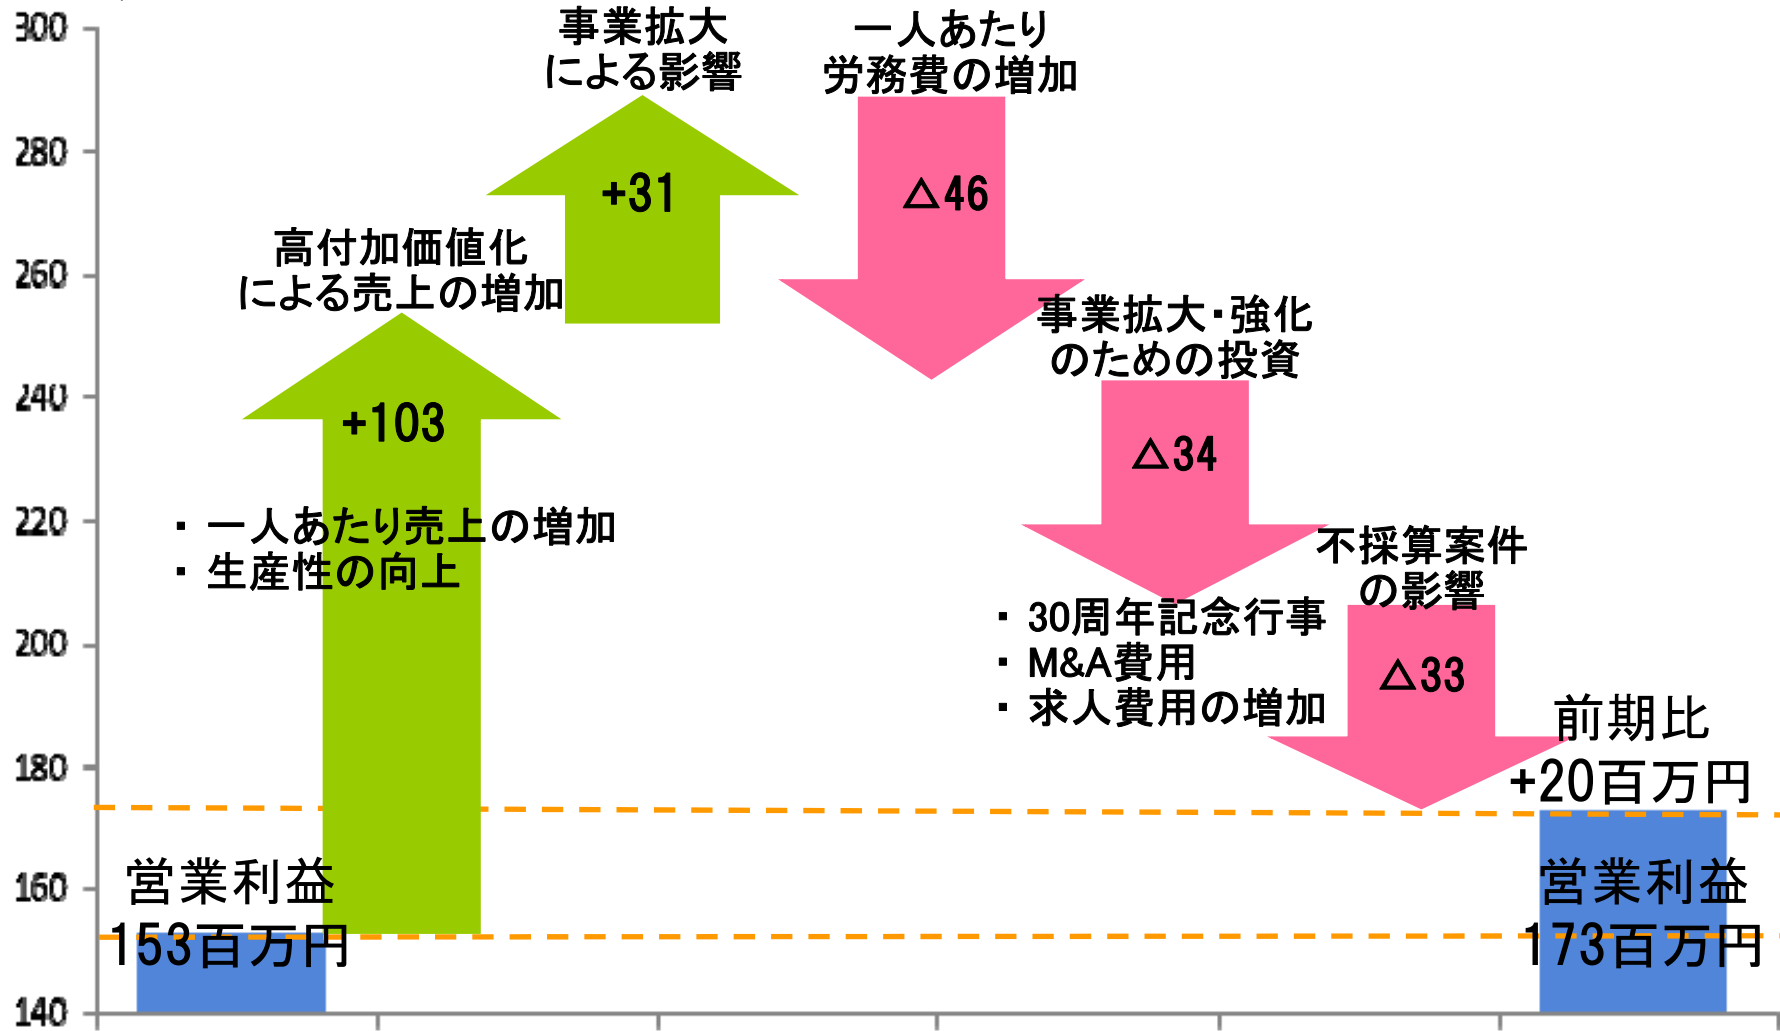 300
280
260
240
220
200
180
160
140
事業拡大
による影響
+31
一人あたり
労務費の増加
△46
高付加価値化
による売上の増加
+103
・ 一人あたり売上の増加
・ 生産性の向上
事業拡大・強化
のための投資
△34
・ 30周年記念行事
・ M&A費用
・ 求人費用の増加
不採算案件
の影響
△33
前期比
+20百万円
営業利益
153百万円
営業利益
173百万円